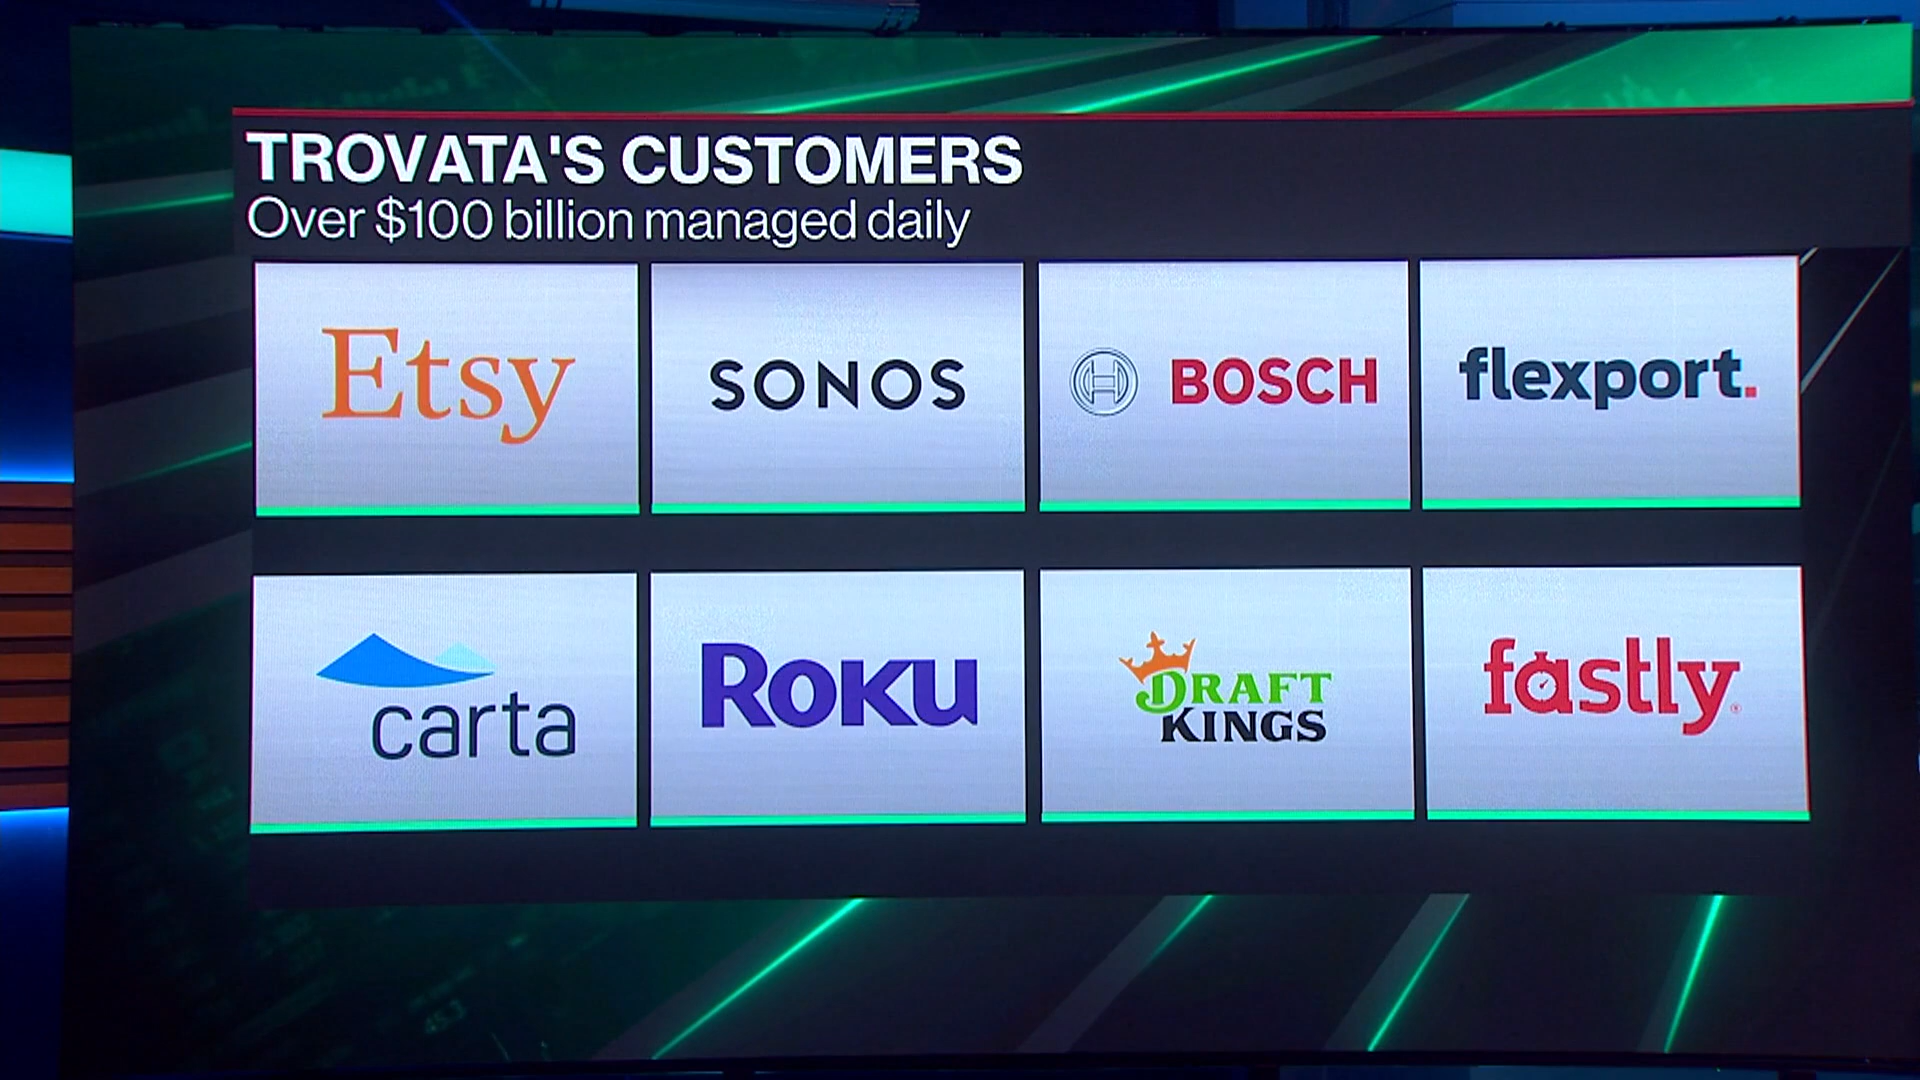 TROVATA'S CUSTOMERS
Over $100 billion managed daily
Etsy
SONOS
BOSCH
flexport.
carta
ROKU
DRAFT
KINGS
fastly®